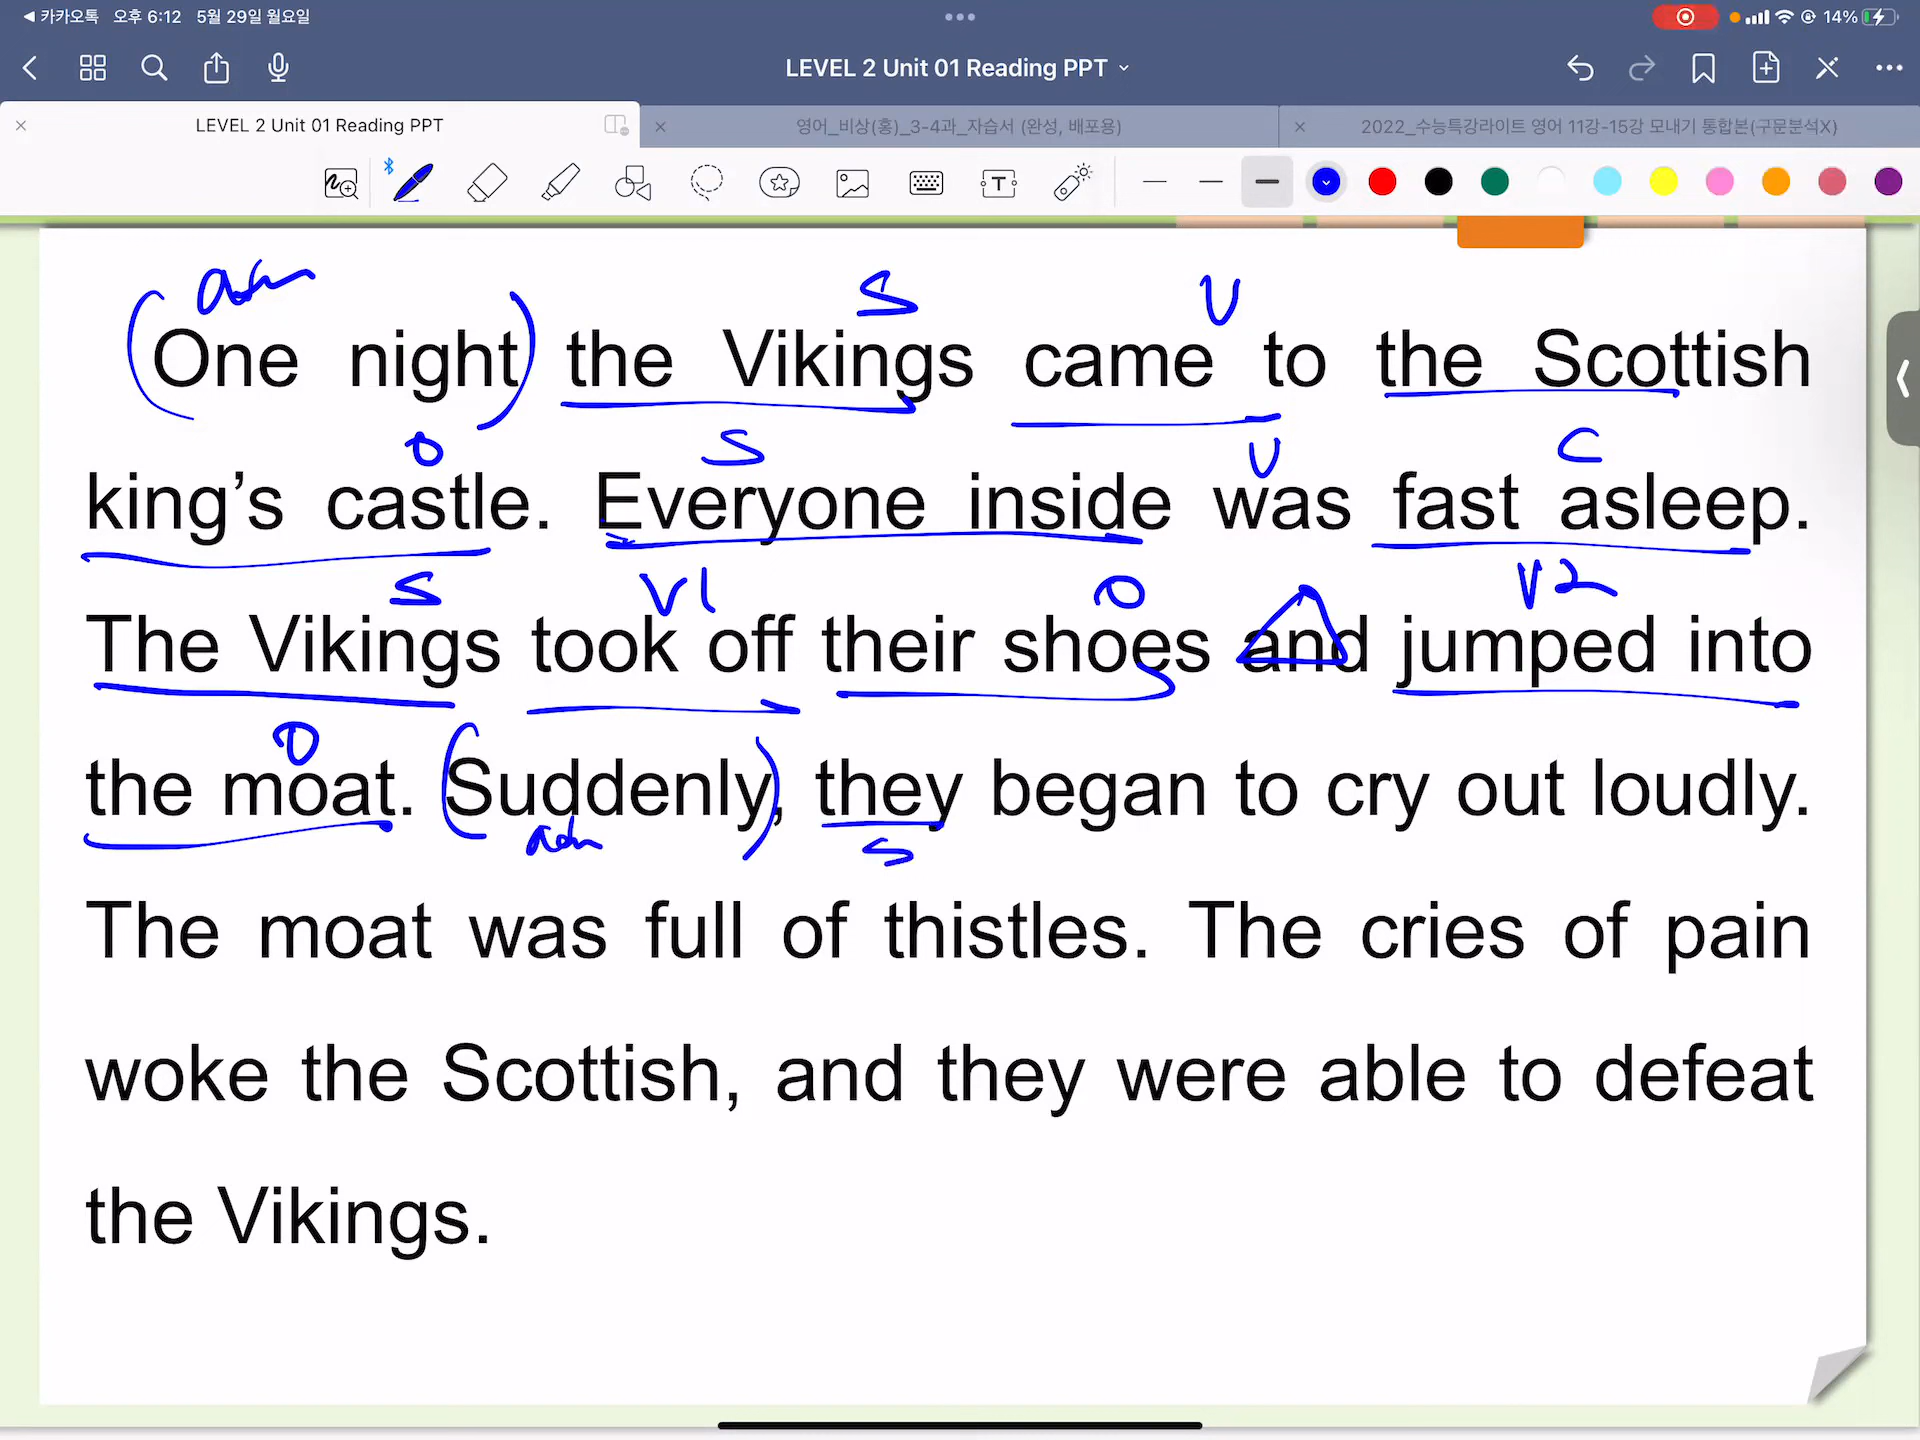 카카오톡 오후 6:12 5월 29일 월요일
14%
LEVEL 2 Unit 01 Reading PPT
LEVEL 2 Unit 01 Reading PPT
영어_비상(홍)_3-4과_자습서 (완성, 배포용)
2022_수능특강라이트 영어 11강-15강 모내기 통합본(구문분석X)
S V
One night the Vikings came to the Scottish
O S V C
king’s castle. Everyone inside was fast asleep.
S V1 O V2
The Vikings took off their shoes and jumped into
O
the moat. (Suddenly), they began to cry out loudly.
S
The moat was full of thistles. The cries of pain
woke the Scottish, and they were able to defeat
the Vikings.